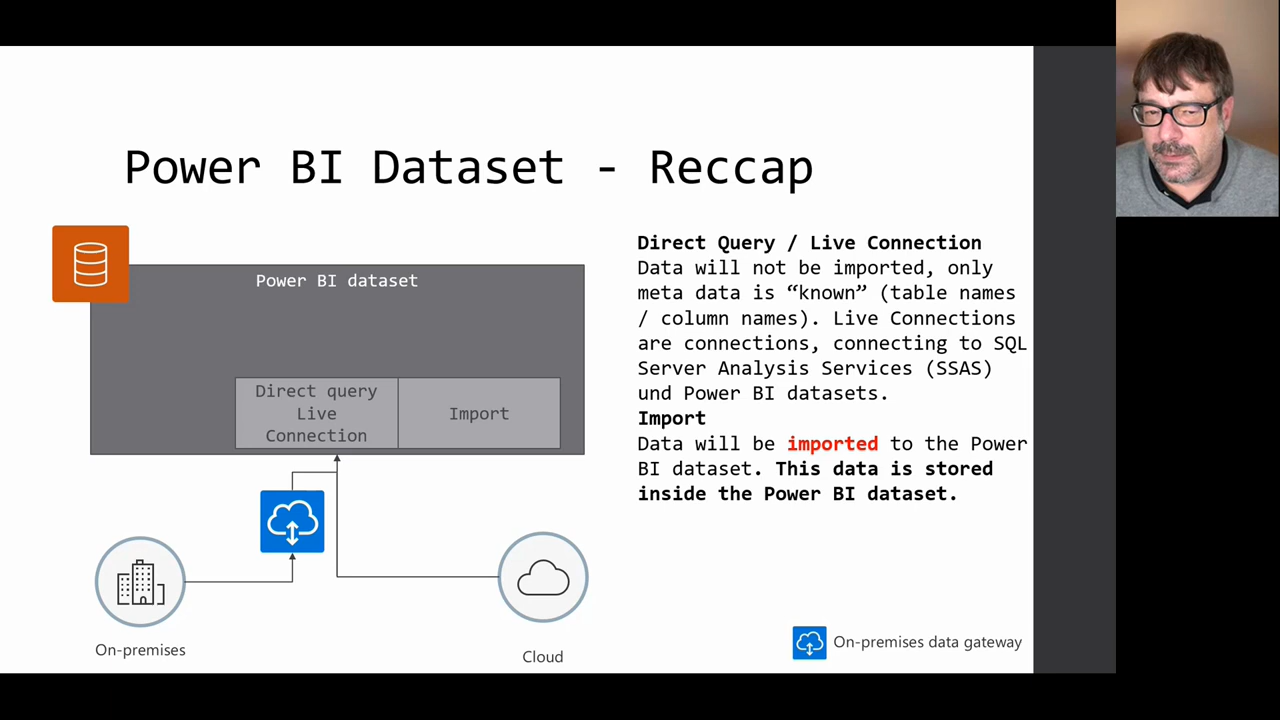 Power BI Dataset - Reccap
Power BI dataset
Direct query
Live
Connection
Import
On-premises
Cloud
Direct Query / Live Connection
Data will not be imported, only
meta data is “known” (table names
/ column names). Live Connections
are connections, connecting to SQL
Server Analysis Services (SSAS)
und Power BI datasets.
Import
Data will be imported to the Power
BI dataset. This data is stored
inside the Power BI dataset.
On-premises data gateway